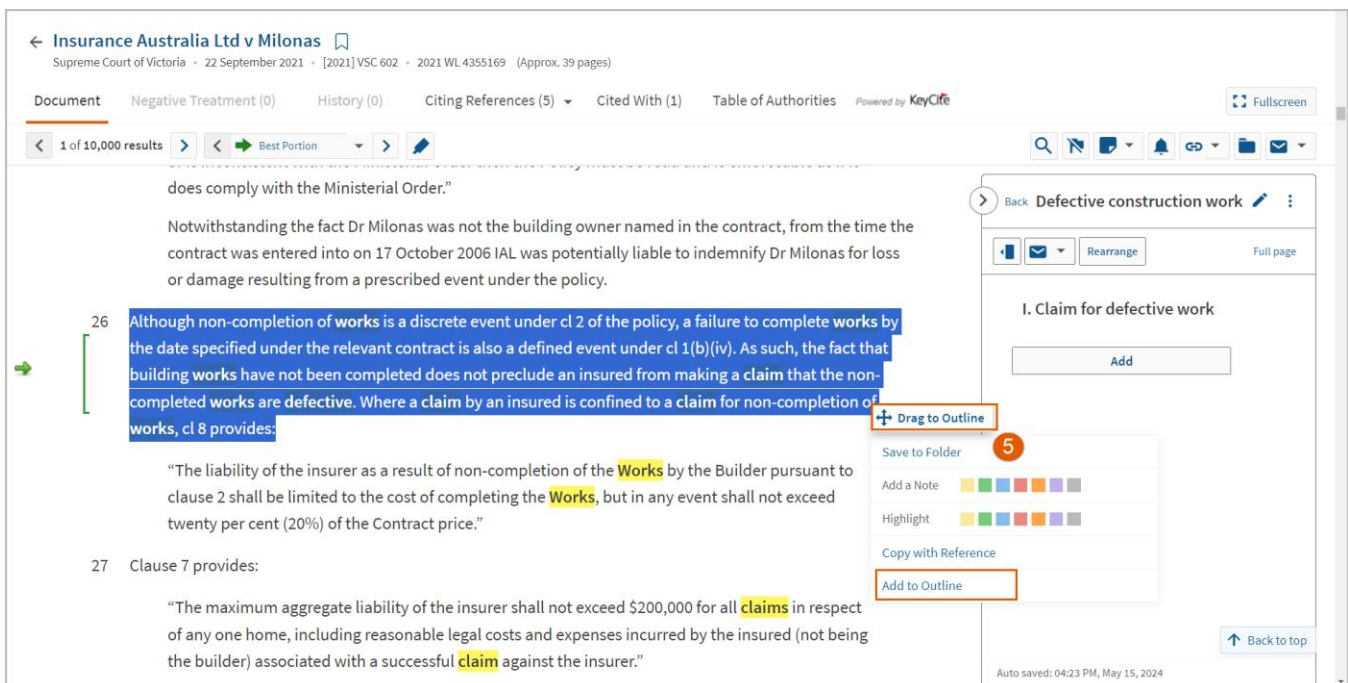 ← Insurance Australia Ltd v Milonas
Supreme Court of Victoria • 22 September 2021 • [2021] VSC 602 • 2021 WL 4355169 (Approx. 39 pages)
Document Negative Treatment (0) History (0) Citing References (5) Cited With (1) Table of Authorities Powered by KeyCite Fullscreen
1 of 10,000 results Best Portion
does comply with the Ministerial Order.”
Notwithstanding the fact Dr Milonas was not the building owner named in the contract, from the time the
contract was entered into on 17 October 2006 IAL was potentially liable to indemnify Dr Milonas for loss
or damage resulting from a prescribed event under the policy.
26 Although non-completion of works is a discrete event under cl 2 of the policy, a failure to complete works by
the date specified under the relevant contract is also a defined event under cl 1(b)(iv). As such, the fact that
building works have not been completed does not preclude an insured from making a claim that the non-
completed works are defective. Where a claim by an insured is confined to a claim for non-completion of
works, cl 8 provides:
“The liability of the insurer as a result of non-completion of the Works by the Builder pursuant to
clause 2 shall be limited to the cost of completing the Works, but in any event shall not exceed
twenty per cent (20%) of the Contract price.”
27 Clause 7 provides:
“The maximum aggregate liability of the insurer shall not exceed $200,000 for all claims in respect
of any one home, including reasonable legal costs and expenses incurred by the insured (not being
the builder) associated with a successful claim against the insurer.”
Drag to Outline
5
Save to Folder
Add a Note
Highlight
Copy with Reference
Add to Outline
Back Defective construction work
Rearrange Full page
I. Claim for defective work
Add
Back to top
Auto saved: 04:23 PM, May 15, 2024